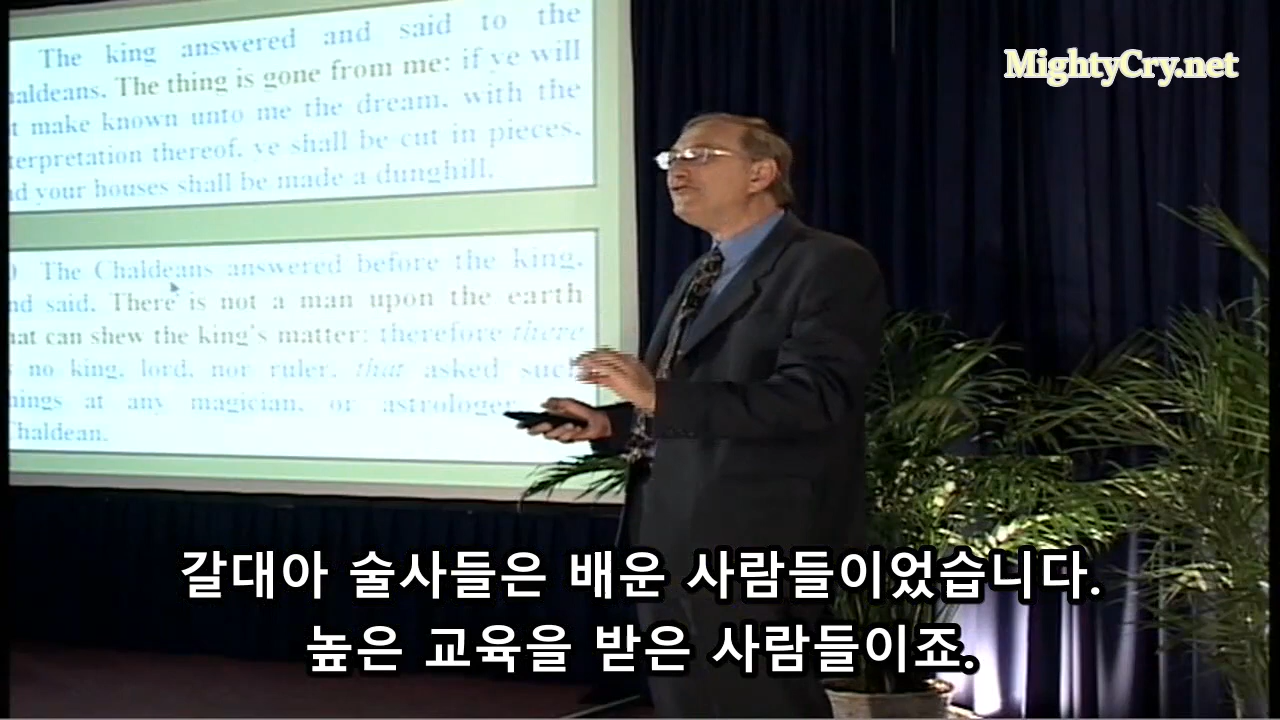 The king answered and said to the
aldeans. The thing is gone from me: if ye will
t make known unto me the dream, with the
terpretation thereof, ye shall be cut in pieces,
d your houses shall be made a dunghill.
The Chaldeans answered before the king,
nd said, There is not a man upon the earth
hat can shew the king's matter: therefore there
no king, lord, nor ruler, that asked such
hings at any magician, or astrologer
Chaldean.
MightyCry.net
갈대아 술사들은 배운 사람들이었습니다.
높은 교육을 받은 사람들이죠.